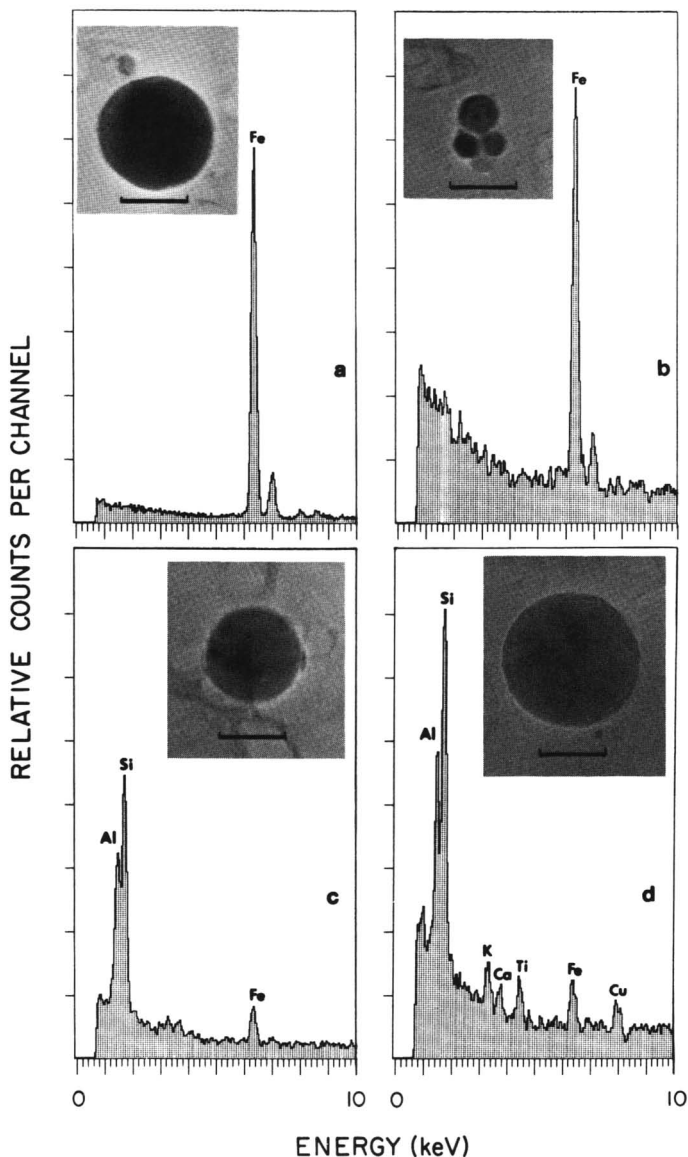 RELATIVE COUNTS PER CHANNEL
Fe
a
Fe
b
Si
Al
Fe
c
0
10
Si
Al
K
Ca
Ti
Fe
Cu
d
0
10
ENERGY (keV)